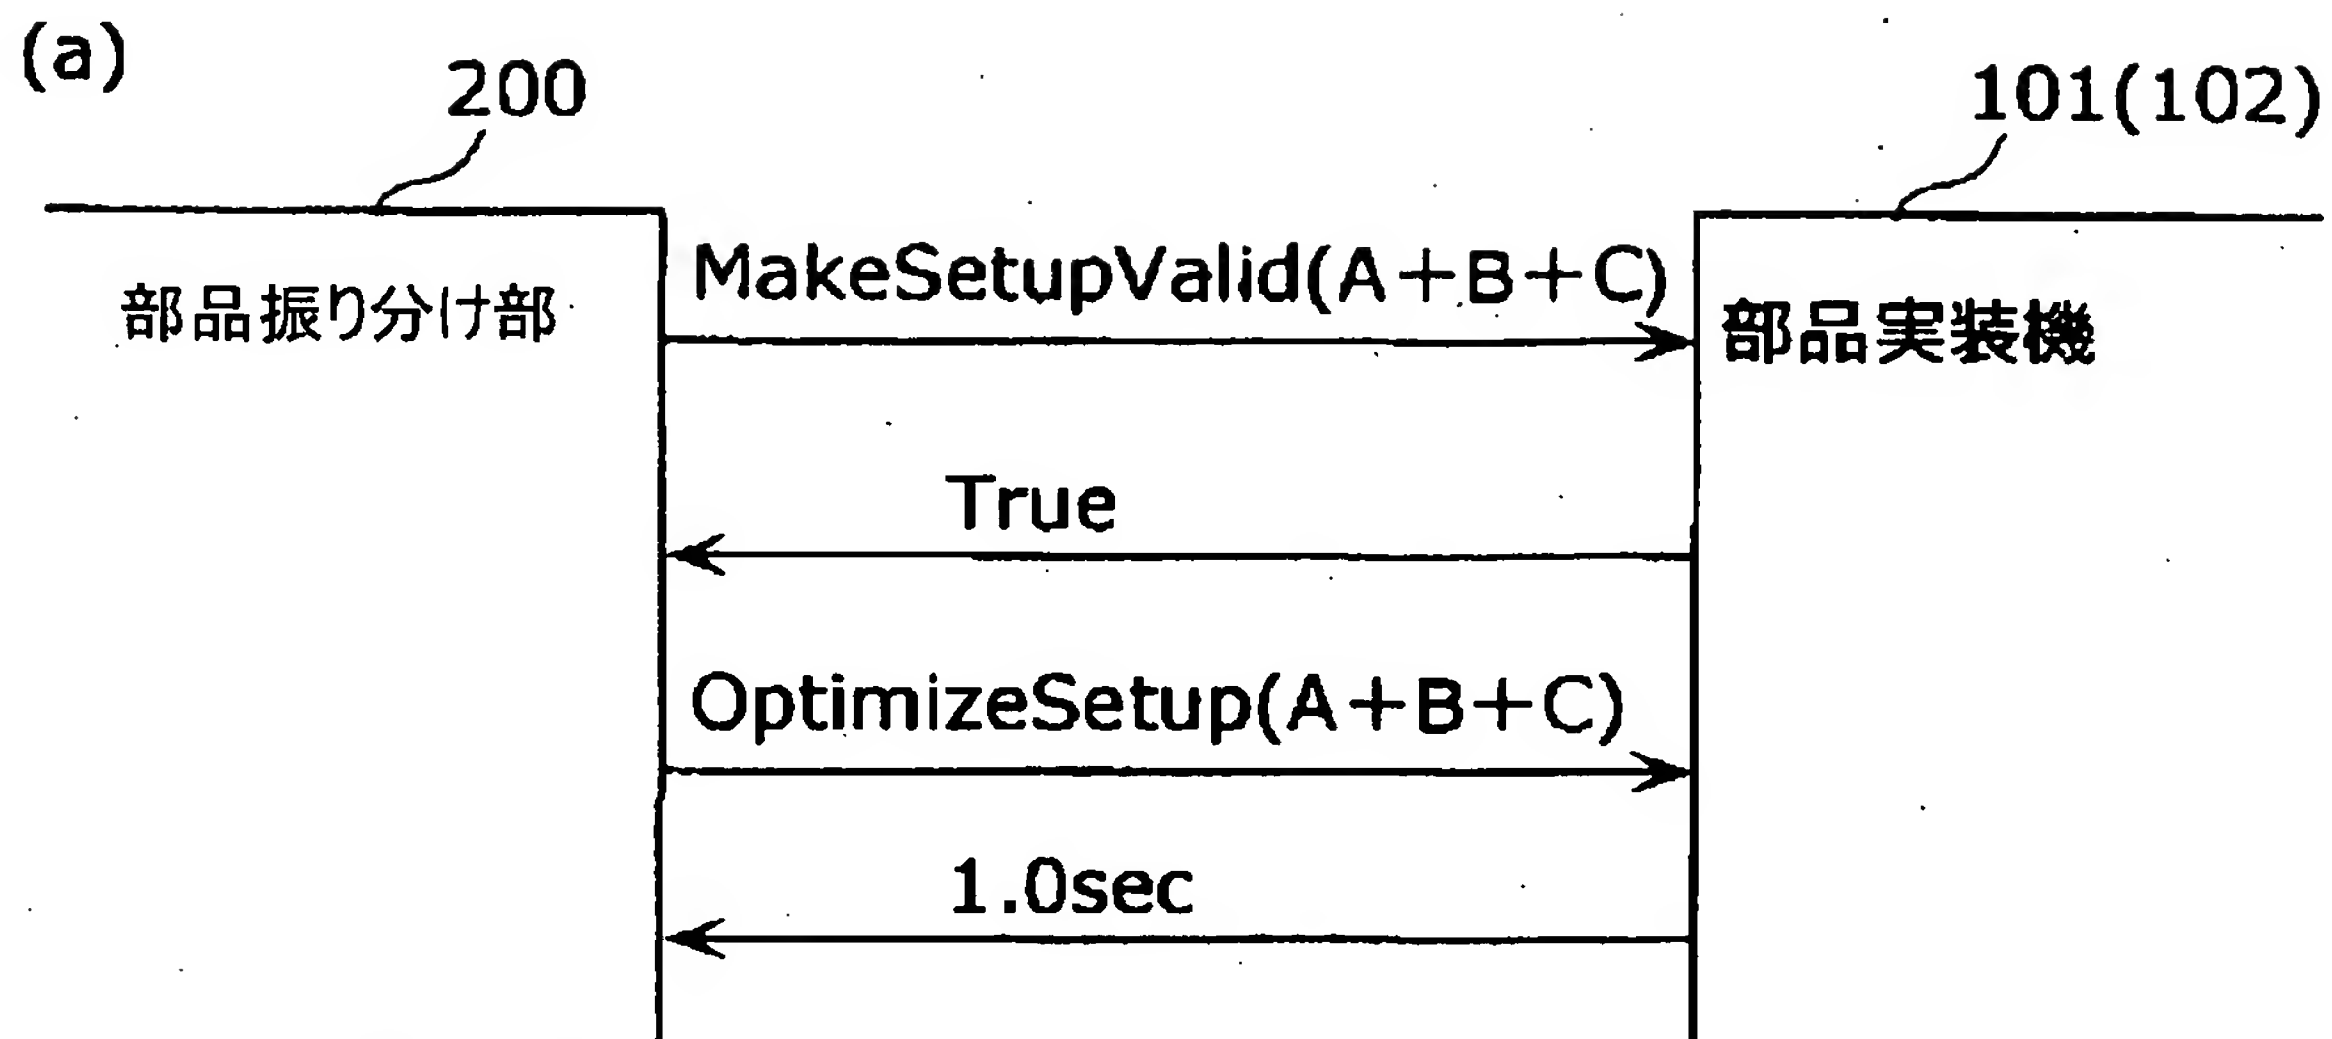 (a)
200
101(102)
部品振り分け部
MakeSetupValid(A+B+C)
部品実装機
True
OptimizeSetup(A+B+C)
1.0sec